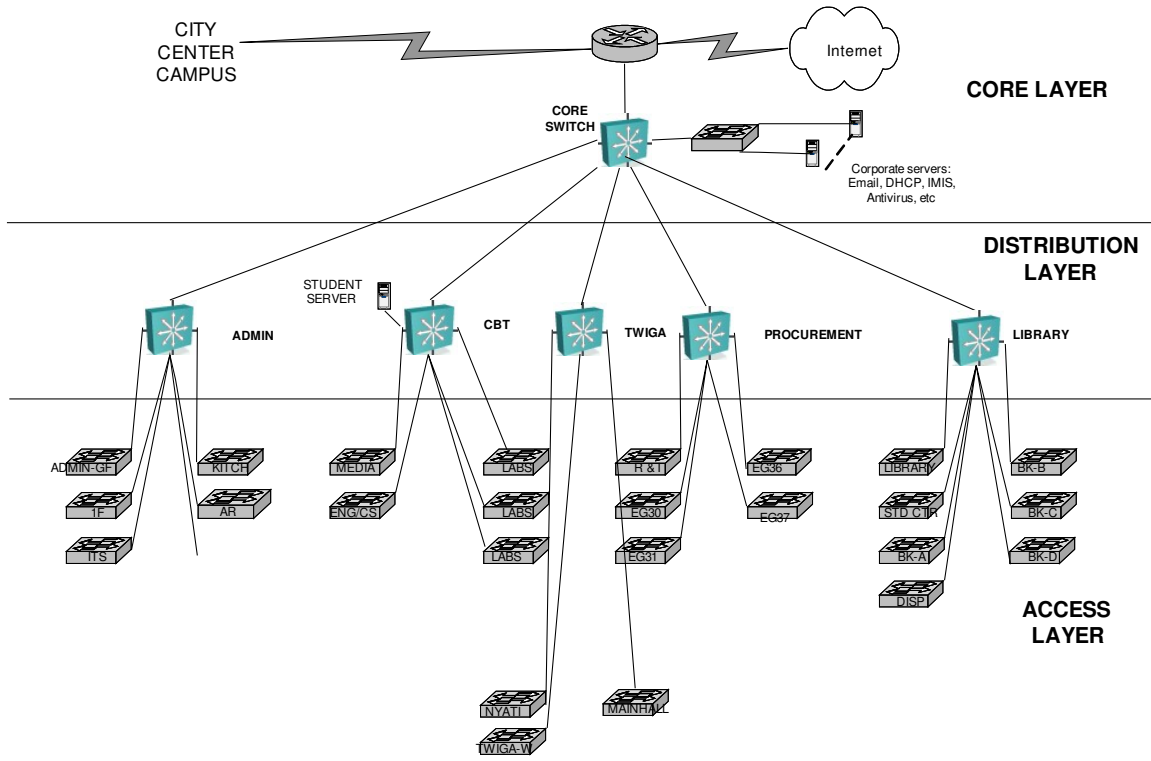 CITY
CENTER
CAMPUS
Internet
CORE LAYER
CORE
SWITCH
Corporate servers:
Email, DHCP, IMIS,
Antivirus, etc
DISTRIBUTION
LAYER
STUDENT
SERVER
ADMIN
CBT
TWIGA
PROCUREMENT
LIBRARY
ADMIN-GF
KITCH
MEDIA
LABS
R & I
EG36
LIBRARY
BK-B
1F
AR
ENG/CS
LABS
EG30
EG37
STD CTR
BK-C
ITS
LABS
EG31
BK-A
BK-D
DISP
ACCESS
LAYER
NYATI
MAINHALL
TWIGA-W